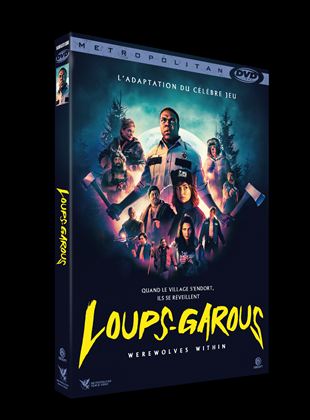 METROPOLITAN
DVD
L'ADAPTATION DU CÉLÈBRE JEU
QUAND LE VILLAGE S'ENDORT,
ILS SE RÉVEILLENT
LOUPS-GAROUS
WEREWOLVES WITHIN
LOUPS-GAROUS